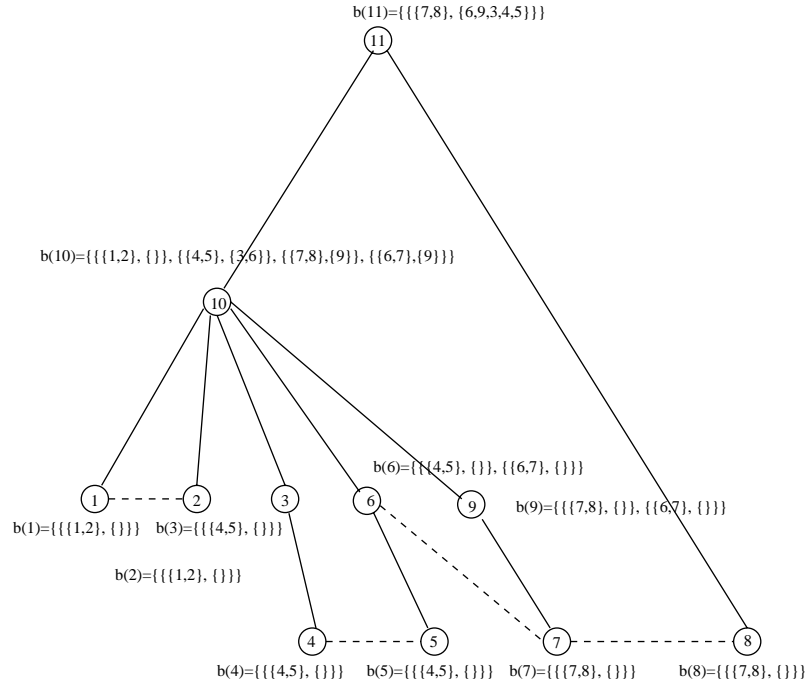 b(11)={{{7,8}, {6,9,3,4,5}}}
11
b(10)={{{1,2}, {}}, {{4,5}, {3,6}}, {{7,8},{9}}, {{6,7},{9}}}
10
b(6)={{{4,5}, {}}, {{6,7}, {}}}
1 2 3 6 9
b(9)={{{7,8}, {}}, {{6,7}, {}}}
b(1)={{{1,2}, {}}} b(3)={{{4,5}, {}}}
b(2)={{{1,2}, {}}}
4 5 7 8
b(4)={{{4,5}, {}}} b(5)={{{4,5}, {}}} b(7)={{{7,8}, {}}} b(8)={{{7,8}, {}}}